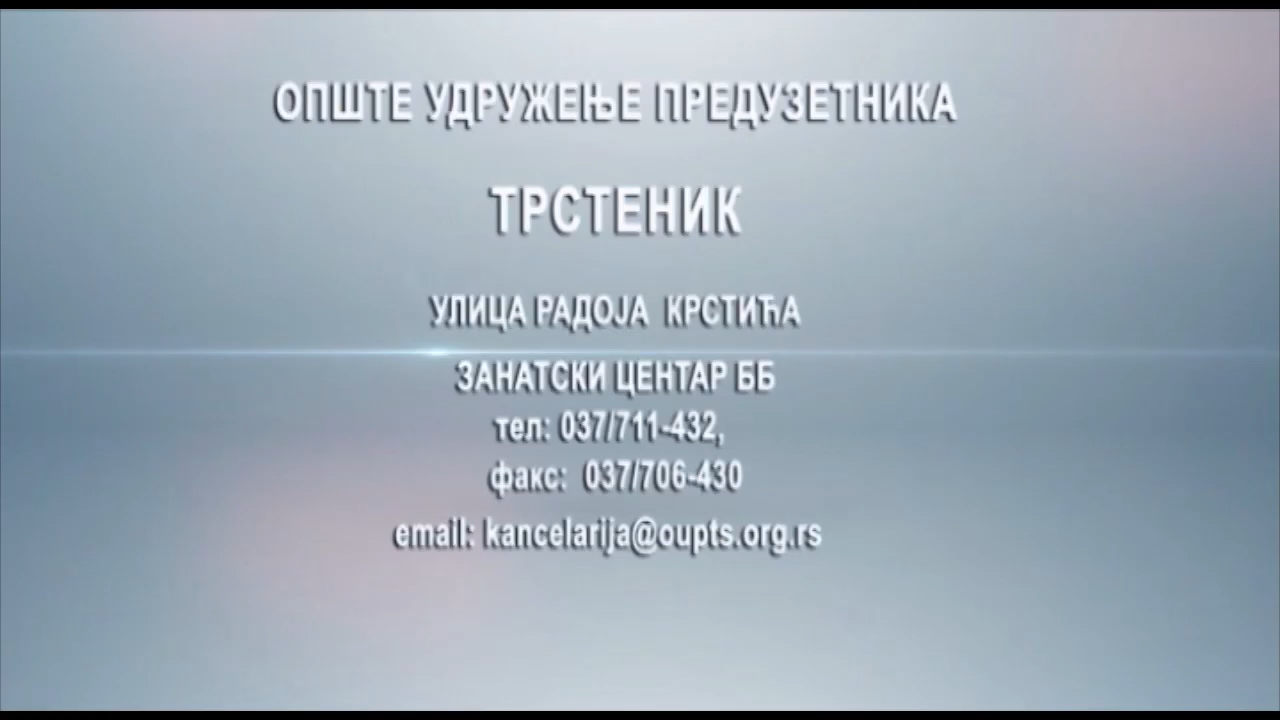 ОПШТЕ УДРУЖЕЊЕ ПРЕДУЗЕТНИКА
ТРСТЕНИК
УЛИЦА РАДОЈА КРСТИЋА
ЗАНАТСКИ ЦЕНТАР ББ
тел: 037/711-432,
факс: 037/706-430
email: kancelarija@oupts.org.rs